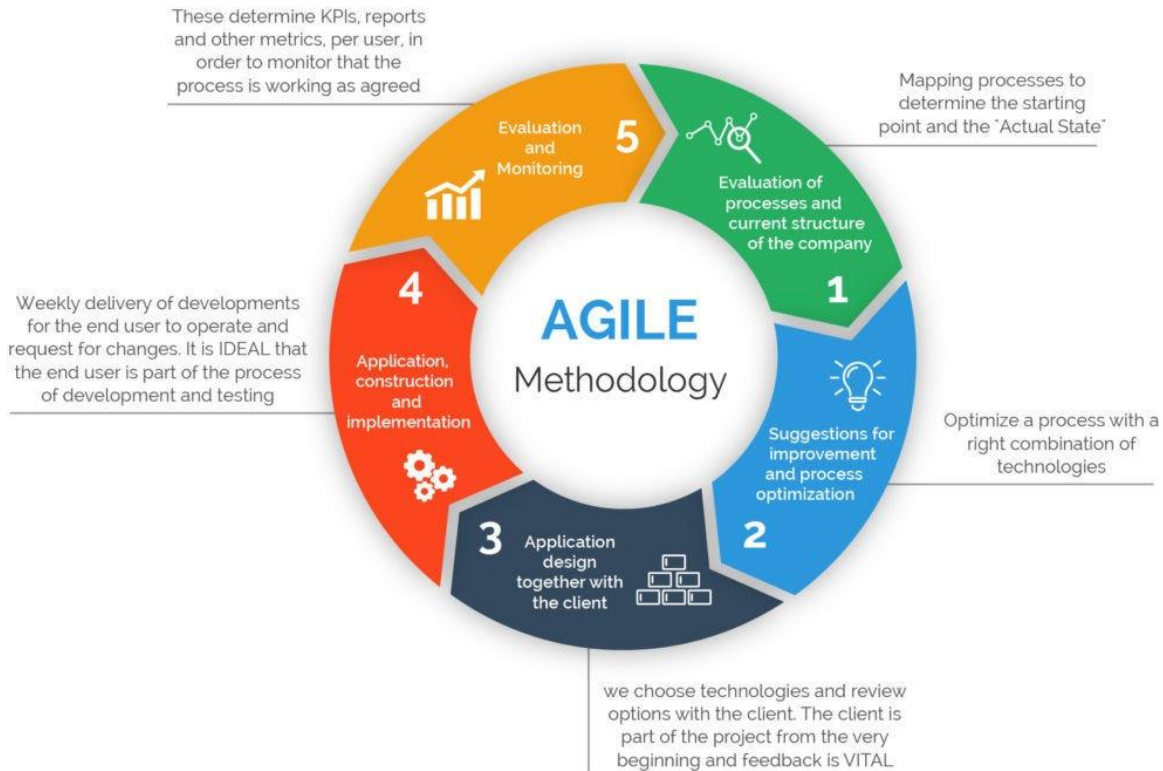 AGILE
Methodology
1
Evaluation of
processes and
current structure
of the company
Mapping processes to
determine the starting
point and the "Actual State"
2
Suggestions for
improvement
and process
optimization
Optimize a process with a
right combination of
technologies
3
Application
design
together with
the client
we choose technologies and review
options with the client. The client is
part of the project from the very
beginning and feedback is VITAL
4
Application,
construction
and
implementation
Weekly delivery of developments
for the end user to operate and
request for changes. It is IDEAL that
the end user is part of the process
of development and testing
5
Evaluation
and
Monitoring
These determine KPIs, reports
and other metrics, per user, in
order to monitor that the
process is working as agreed